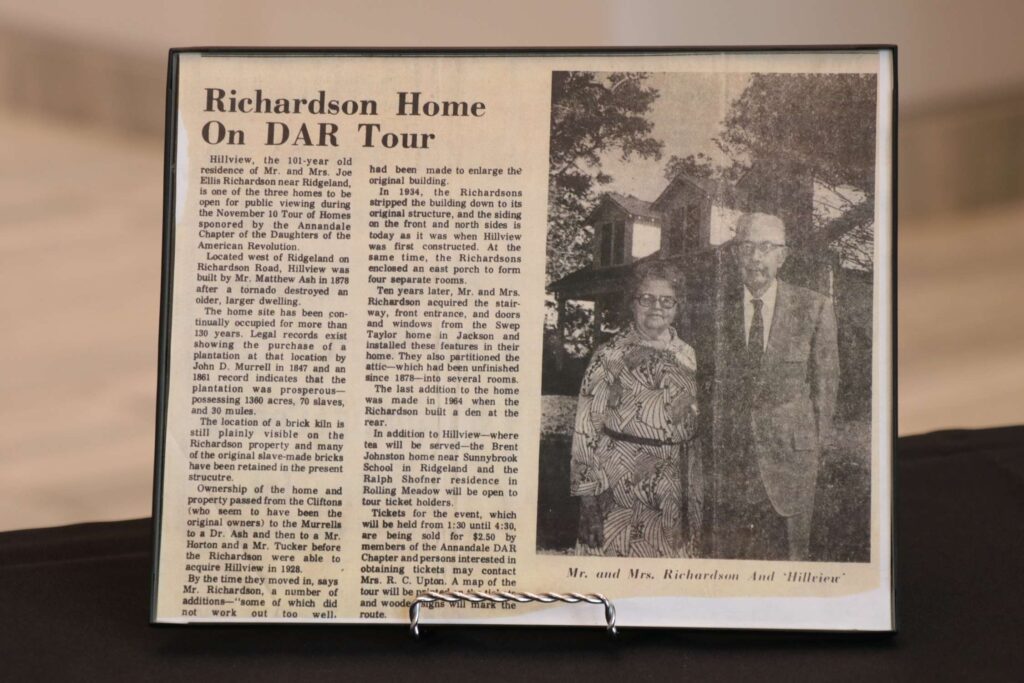 Richardson Home
On DAR Tour
Hillview, the 101-year old
residence of Mr. and Mrs. Joe
Ellis Richardson near Ridgeland,
is one of the three homes to be
open for public viewing during
the November 10 Tour of Homes
sponored by the Annandale
Chapter of the Daughters of the
American Revolution.
Located west of Ridgeland on
Richardson Road, Hillview was
built by Mr. Matthew Ash in 1878
after a tornado destroyed an
older, larger dwelling.
The home site has been con-
tinually occupied for more than
130 years. Legal records exist
showing the purchase of a
plantation at that location by
John D. Murrell in 1847 and an
1861 record indicates that the
plantation was prosperous—
possessing 1360 acres, 70 slaves,
and 30 mules.
The location of a brick kiln is
still plainly visible on the
Richardson property and many
of the original slave-made bricks
have been retained in the present
strucutre.
Ownership of the home and
property passed from the Cliftons
(who seem to have been the
original owners) to the Murrells
to a Dr. Ash and then to a Mr.
Horton and a Mr. Tucker before
the Richardson were able to
acquire Hillview in 1928.
By the time they moved in, says
Mr. Richardson, a number of
additions—"some of which did
not work out too well.
had been made to enlarge the
original building.
In 1934, the Richardsons
stripped the building down to its
original structure, and the siding
on the front and north sides is
today as it was when Hillview
was first constructed. At the
same time, the Richardsons
enclosed an east porch to form
four separate rooms.
Ten years later, Mr. and Mrs.
Richardson acquired the stair-
way, front entrance, and doors
and windows from the Swep
Taylor home in Jackson and
installed these features in their
home. They also partitioned the
attic—which had been unfinished
since 1878—into several rooms.
The last addition to the home
was made in 1964 when the
Richardson built a den at the
rear.
In addition to Hillview—where
tea will be served—the Brent
Johnston home near Sunnybrook
School in Ridgeland and the
Ralph Shofner residence in
Rolling Meadow will be open to
tour ticket holders.
Tickets for the event, which
will be held from 1:30 until 4:30,
are being sold for $2.50 by
members of the Annandale DAR
Chapter and persons interested in
obtaining tickets may contact
Mrs. R. C. Upton. A map of the
tour will be printed on the tickets
and wooden signs will mark the
route.
Mr. and Mrs. Richardson And 'Hillview'